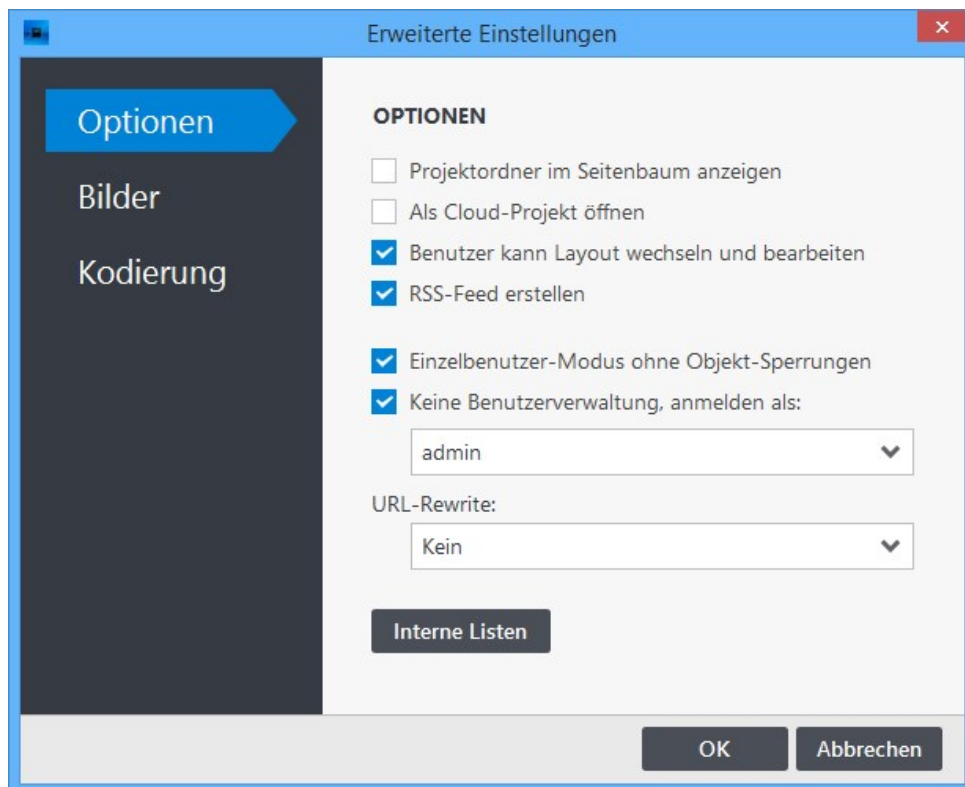 Erweiterte Einstellungen
Optionen
Bilder
Kodierung
OPTIONEN
Projektordner im Seitenbaum anzeigen
Als Cloud-Projekt öffnen
Benutzer kann Layout wechseln und bearbeiten
RSS-Feed erstellen
Einzelbenutzer-Modus ohne Objekt-Sperrungen
Keine Benutzerverwaltung, anmelden als:
admin
URL-Rewrite:
Kein
Interne Listen
OK
Abbrechen